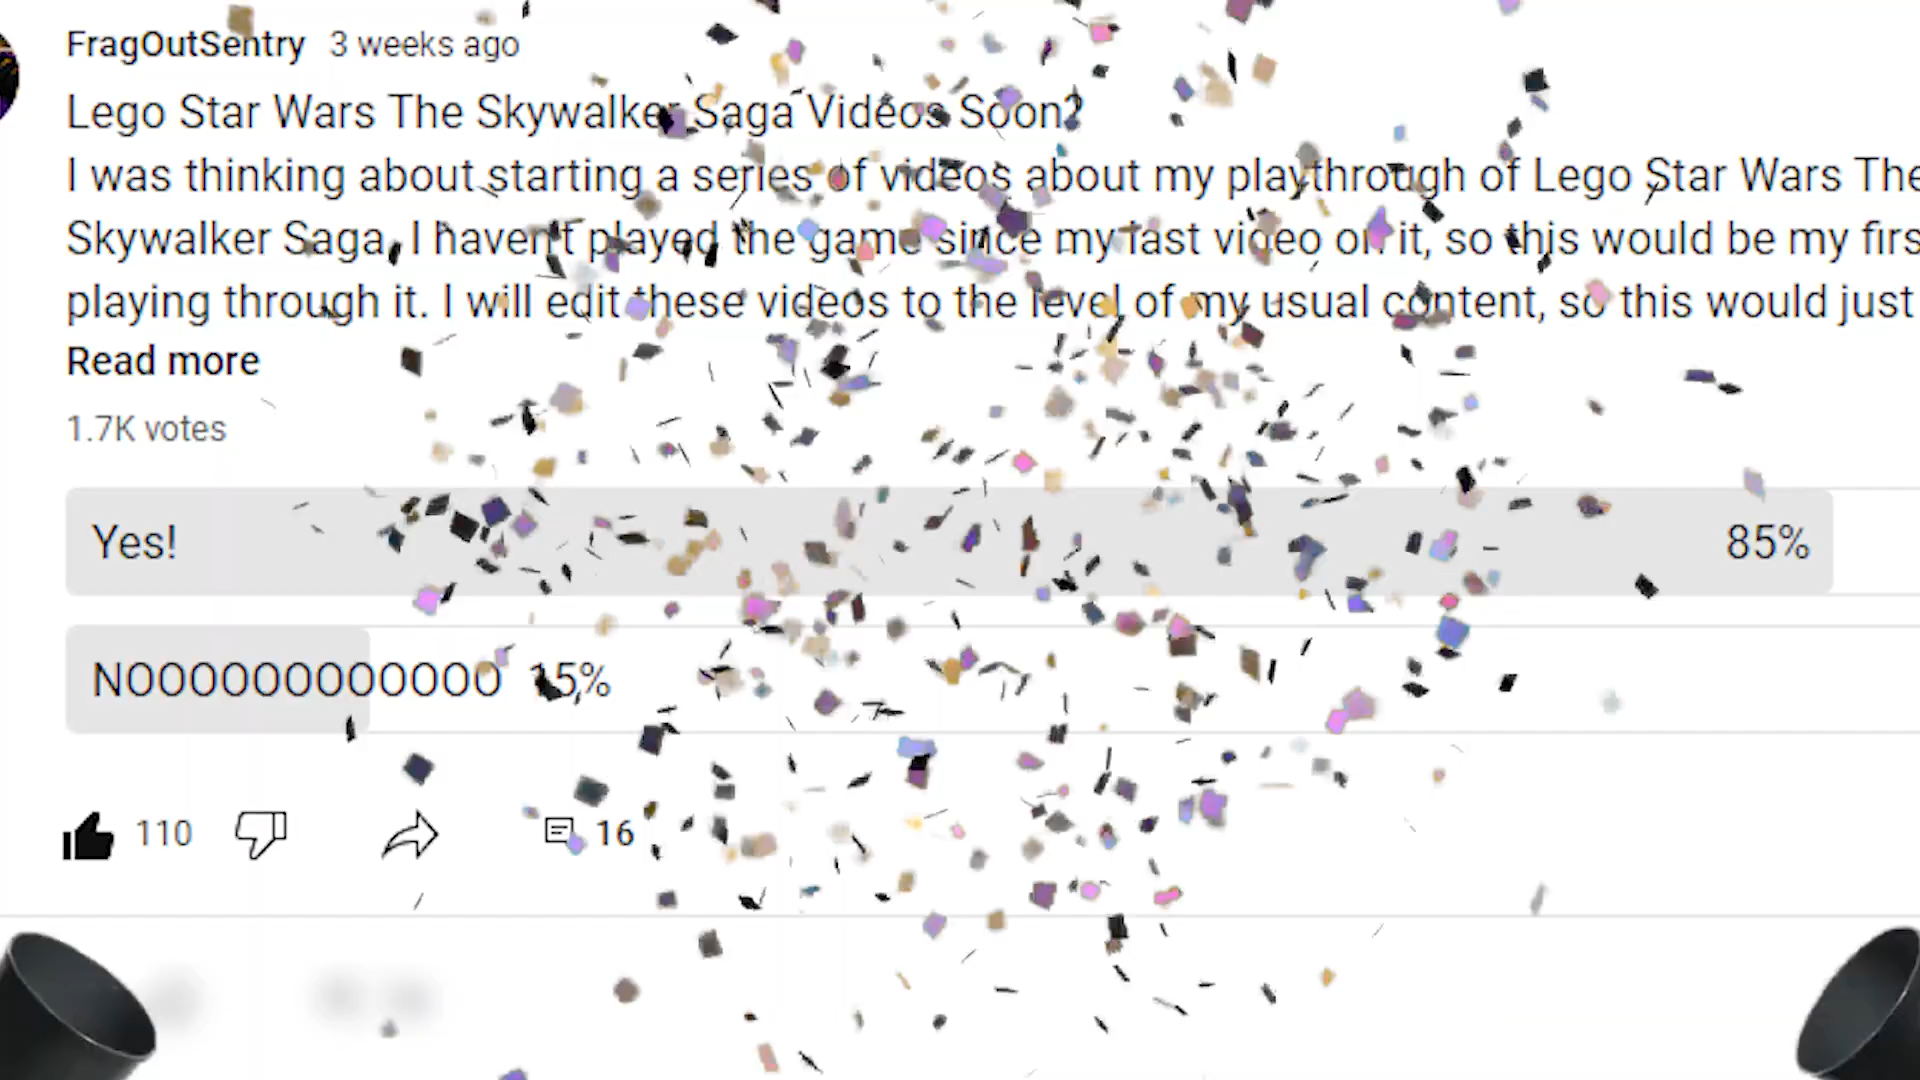 FragOutSentry 3 weeks ago
Lego Star Wars The Skywalker Saga Videos Soon?
I was thinking about starting a series of videos about my playthrough of Lego Star Wars The
Skywalker Saga, I haven't played the game since my last video on it, so this would be my firs
playing through it. I will edit these videos to the level of my usual content, so this would just
Read more
1.7K votes
Yes! 85%
NOOOOOOOOOOOO 15%
110 16